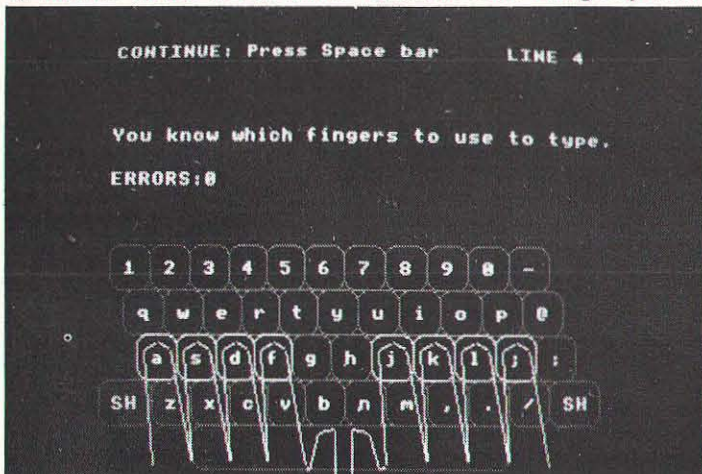 CONTINUE: Press Space bar LINE 4
You know which fingers to use to type.
ERRORS:0
1 2 3 4 5 6 7 8 9 0 -
q w e r t y u i o p @
a s d f g h j k l ; :
SH z x c v b n m , . / SH